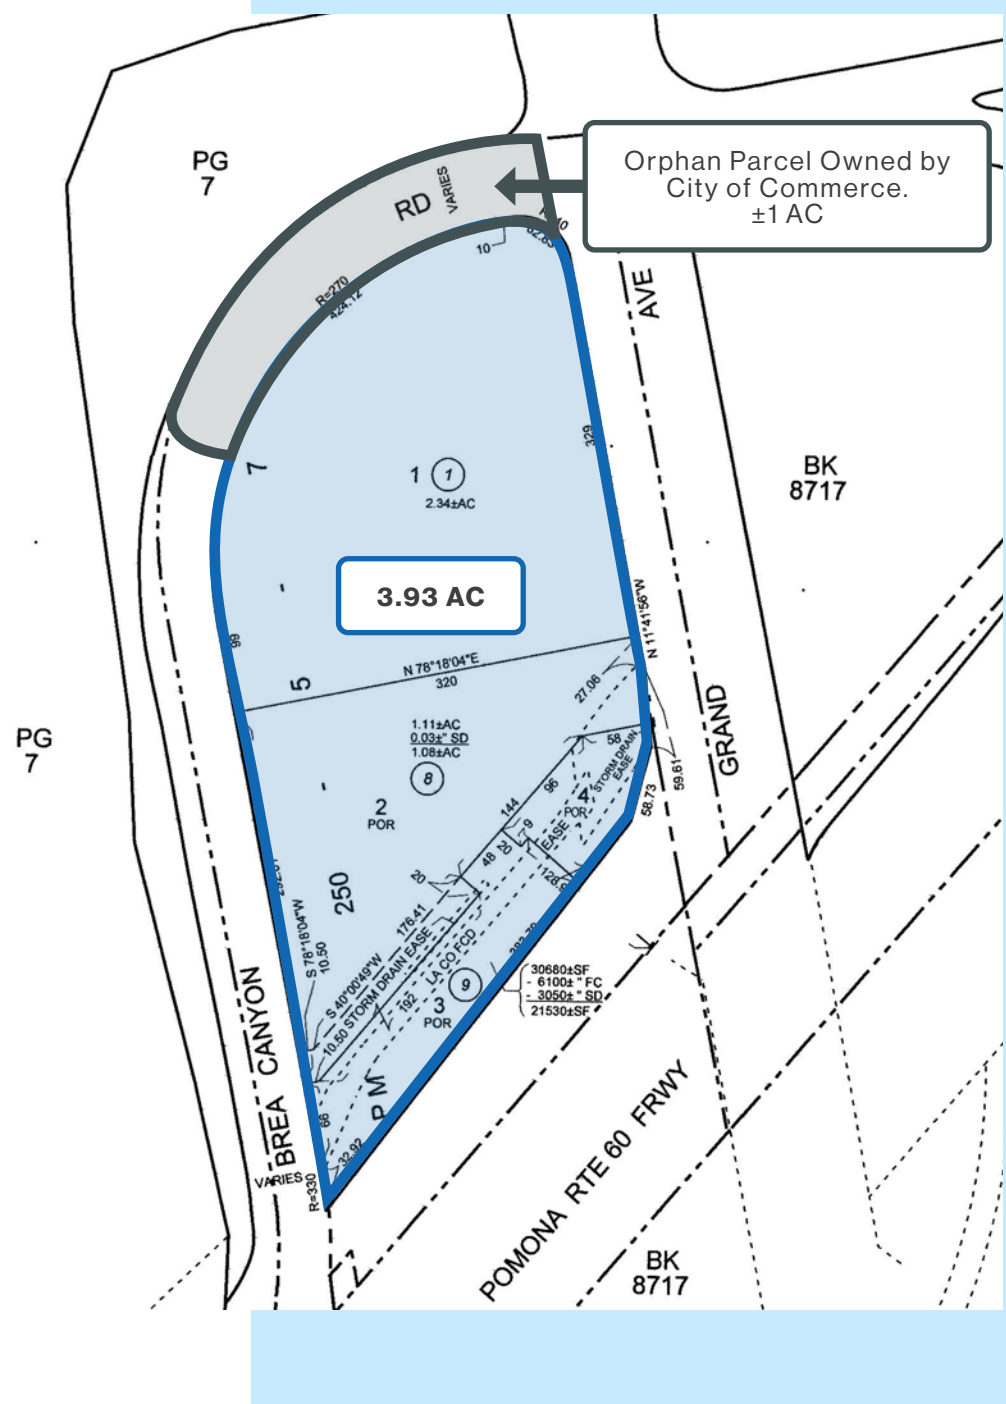 PG
7
Orphan Parcel Owned by
City of Commerce.
±1 AC
RD
VARIES
10
62.83
R=270
424.12
AVE
329
7
1 1
2.34±AC
BK
8717
3.93 AC
-
99
N 11°41'56"W
N 78°18'04"E
320
5
27.06
1.11±AC
0.03±" SD
1.08±AC
8
58
STORM DRAIN
EASE
GRAND
59.61
58.73
PG
7
-
96
4
POR
2
POR
144
9
EASE
20
48
20
128.9
250
176.41
S 78°18'04"W
10.50
S 40°00'49"W
10.50 STORM DRAIN EASE
LA CO FCD
192
9
3
POR
30680±SF
- 6100±" FC
- 3050±" SD
21530±SF
BREA CANYON
PM
66
32.92
VARIES
R=330
POMONA RTE 60 FRWY
BK
8717